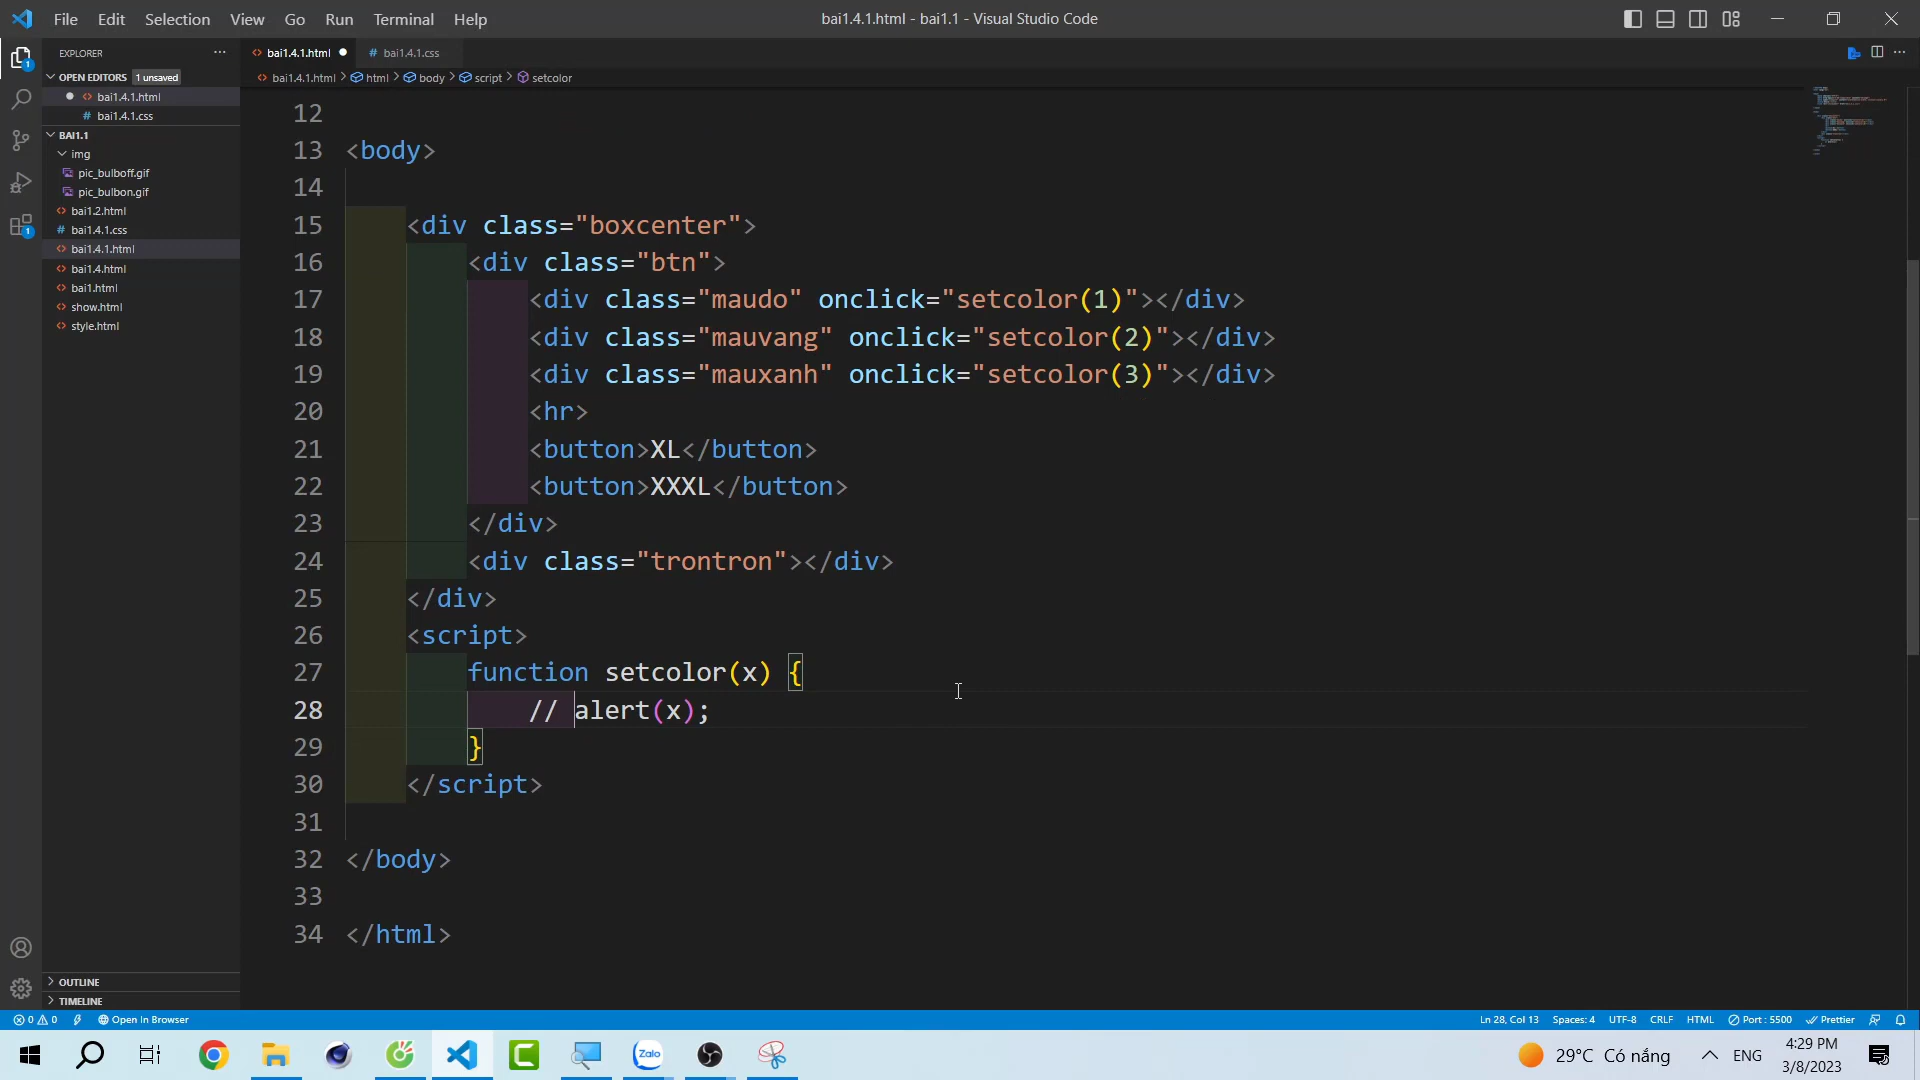 File Edit Selection View Go Run Terminal Help
bai1.4.1.html - bai1.1 - Visual Studio Code
EXPLORER
OPEN EDITORS 1 unsaved
bai1.4.1.html
bai1.4.1.css
BAI1.1
img
pic_bulboff.gif
pic_bulbon.gif
bai1.2.html
bai1.4.1.css
bai1.4.1.html
bai1.4.html
bai1.html
show.html
style.html
OUTLINE
TIMELINE
bai1.4.1.html bai1.4.1.css
bai1.4.1.html > html > body > script > setcolor
12
13 <body>
14
15 <div class="boxcenter">
16 <div class="btn">
17 <div class="maudo" onclick="setcolor(1)"></div>
18 <div class="mauvang" onclick="setcolor(2)"></div>
19 <div class="mauxanh" onclick="setcolor(3)"></div>
20 <hr>
21 <button>XL</button>
22 <button>XXXL</button>
23 </div>
24 <div class="trontron"></div>
25 </div>
26 <script>
27 function setcolor(x) {
28 // alert(x);
29 }
30 </script>
31
32 </body>
33
34 </html>
0 0 Open In Browser
Ln 28, Col 13 Spaces: 4 UTF-8 CRLF HTML Port : 5500 Prettier
Zalo
29°C Có nắng ENG
4:29 PM
3/8/2023